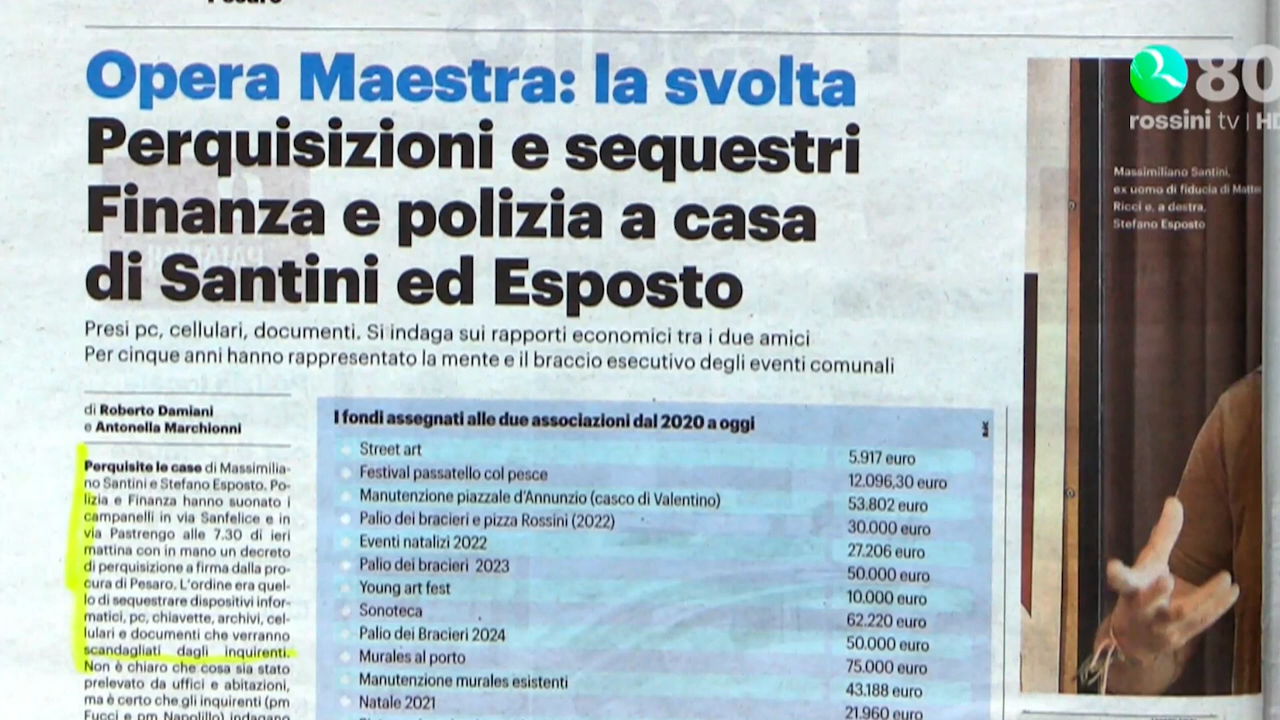 Pesaro
Opera Maestra: la svolta
Perquisizioni e sequestri
Finanza e polizia a casa
di Santini ed Esposto
Presi pc, cellulari, documenti. Si indaga sui rapporti economici tra i due amici
Per cinque anni hanno rappresentato la mente e il braccio esecutivo degli eventi comunali
80
rossini tv | HD
Massimiliano Santini,
ex uomo di fiducia di Matteo
Ricci e, a destra,
Stefano Esposto
di Roberto Damiani
e Antonella Marchionni
Perquisite le case di Massimilia-
no Santini e Stefano Esposto. Po-
lizia e Finanza hanno suonato i
campanelli in via Sanfelice e in
via Pastrengo alle 7.30 di ieri
mattina con in mano un decreto
di perquisizione a firma dalla pro-
cura di Pesaro. L'ordine era quel-
lo di sequestrare dispositivi infor-
matici, pc, chiavette, archivi, cel-
lulari e documenti che verranno
scandagliati dagli inquirenti.
Non è chiaro che cosa sia stato
prelevato da uffici e abitazioni,
ma è certo che gli inquirenti (pm
Fucci e pm Napolillo) indagano
I fondi assegnati alle due associazioni dal 2020 a oggi
Street art 5.917 euro
Festival passatello col pesce 12.096,30 euro
Manutenzione piazzale d'Annunzio (casco di Valentino) 53.802 euro
Palio dei bracieri e pizza Rossini (2022) 30.000 euro
Eventi natalizi 2022 27.206 euro
Palio dei bracieri 2023 50.000 euro
Young art fest 10.000 euro
Sonoteca 62.220 euro
Palio dei Bracieri 2024 50.000 euro
Murales al porto 75.000 euro
Manutenzione murales esistenti 43.188 euro
Natale 2021 21.960 euro